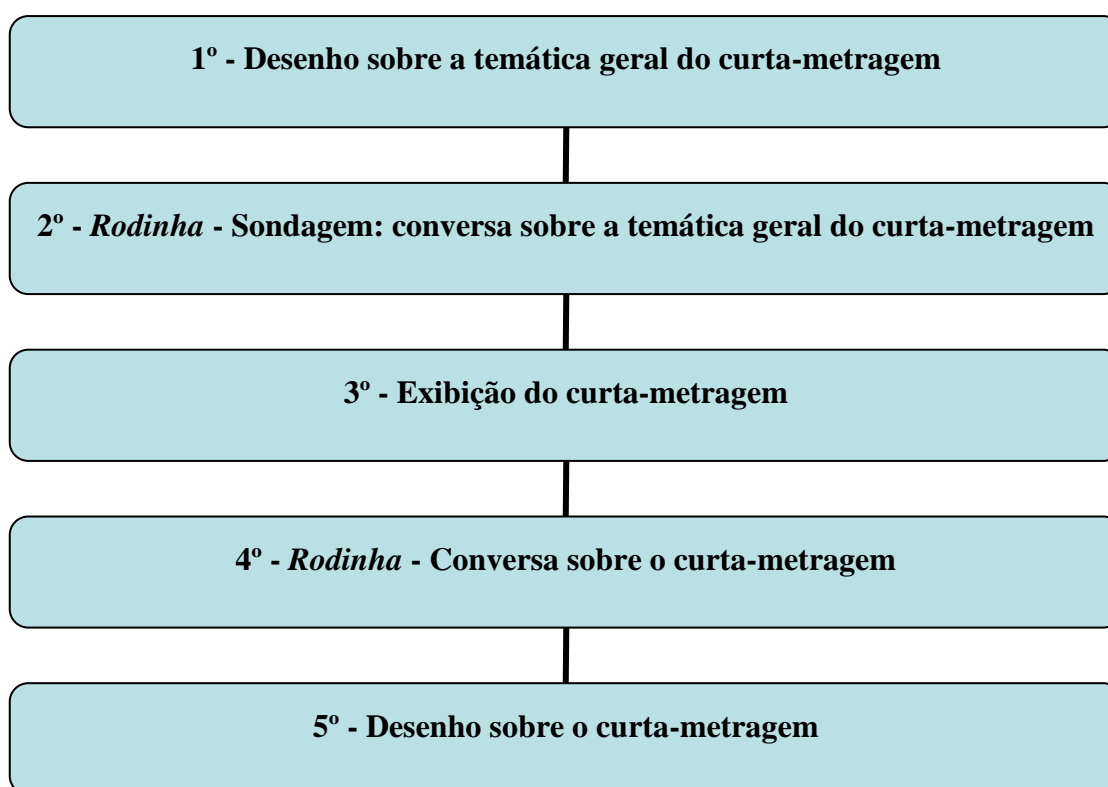 1º - Desenho sobre a temática geral do curta-metragem
2º - Rodinha - Sondagem: conversa sobre a temática geral do curta-metragem
3º - Exibição do curta-metragem
4º - Rodinha - Conversa sobre o curta-metragem
5º - Desenho sobre o curta-metragem